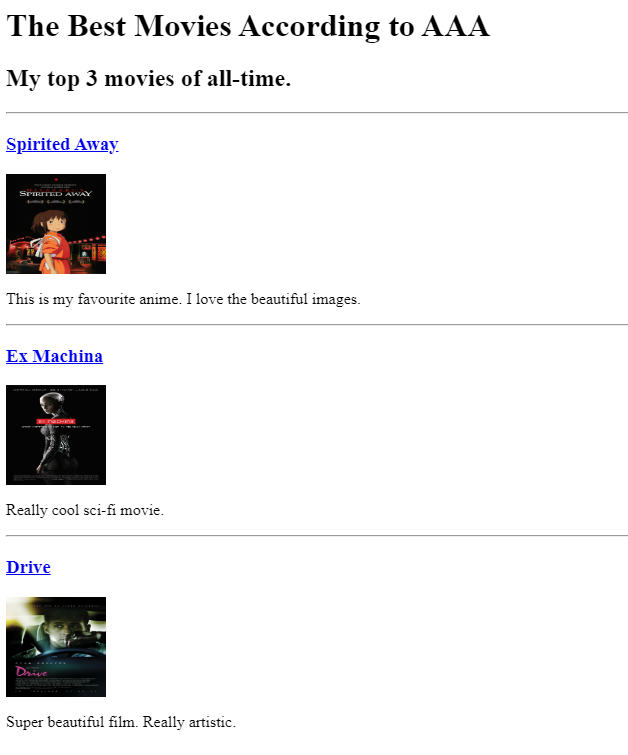 The Best Movies According to AAA
My top 3 movies of all-time.
Spirited Away
SPIRITED AWAY
This is my favourite anime. I love the beautiful images.
Ex Machina
EX MACHINA
Really cool sci-fi movie.
Drive
Drive
Super beautiful film. Really artistic.